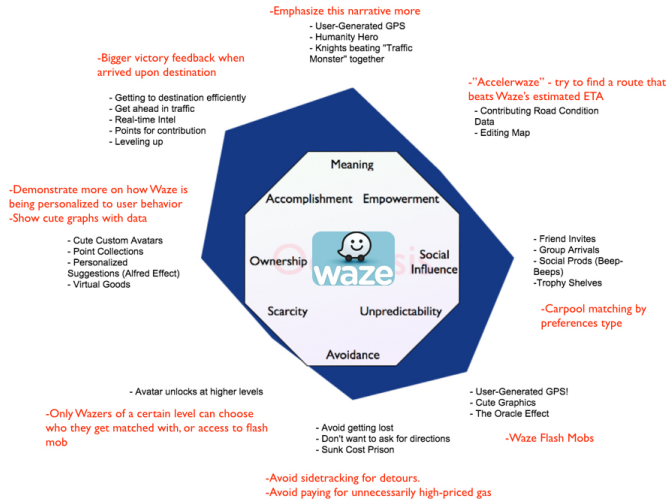 -Emphasize this narrative more
- User-Generated GPS
- Humanity Hero
- Knights beating "Traffic
Monster" together
-Bigger victory feedback when
arrived upon destination
- Getting to destination efficiently
- Get ahead in traffic
- Real-time Intel
- Points for contribution
- Leveling up
-"Accelerwaze" - try to find a route that
beats Waze's estimated ETA
- Contributing Road Condition
Data
- Editing Map
-Demonstrate more on how Waze is
being personalized to user behavior
-Show cute graphs with data
- Cute Custom Avatars
- Point Collections
- Personalized
Suggestions (Alfred Effect)
- Virtual Goods
Meaning
Accomplishment
Empowerment
Ownership
waze
Social
Influence
Scarcity
Unpredictability
Avoidance
- Friend Invites
- Group Arrivals
- Social Prods (Beep-
Beeps)
-Trophy Shelves
-Carpool matching by
preferences type
- Avatar unlocks at higher levels
-Only Wazers of a certain level can choose
who they get matched with, or access to flash
mob
- User-Generated GPS!
- Cute Graphics
- The Oracle Effect
-Waze Flash Mobs
- Avoid getting lost
- Don't want to ask for directions
- Sunk Cost Prison
-Avoid sidetracking for detours.
-Avoid paying for unnecessarily high-priced gas